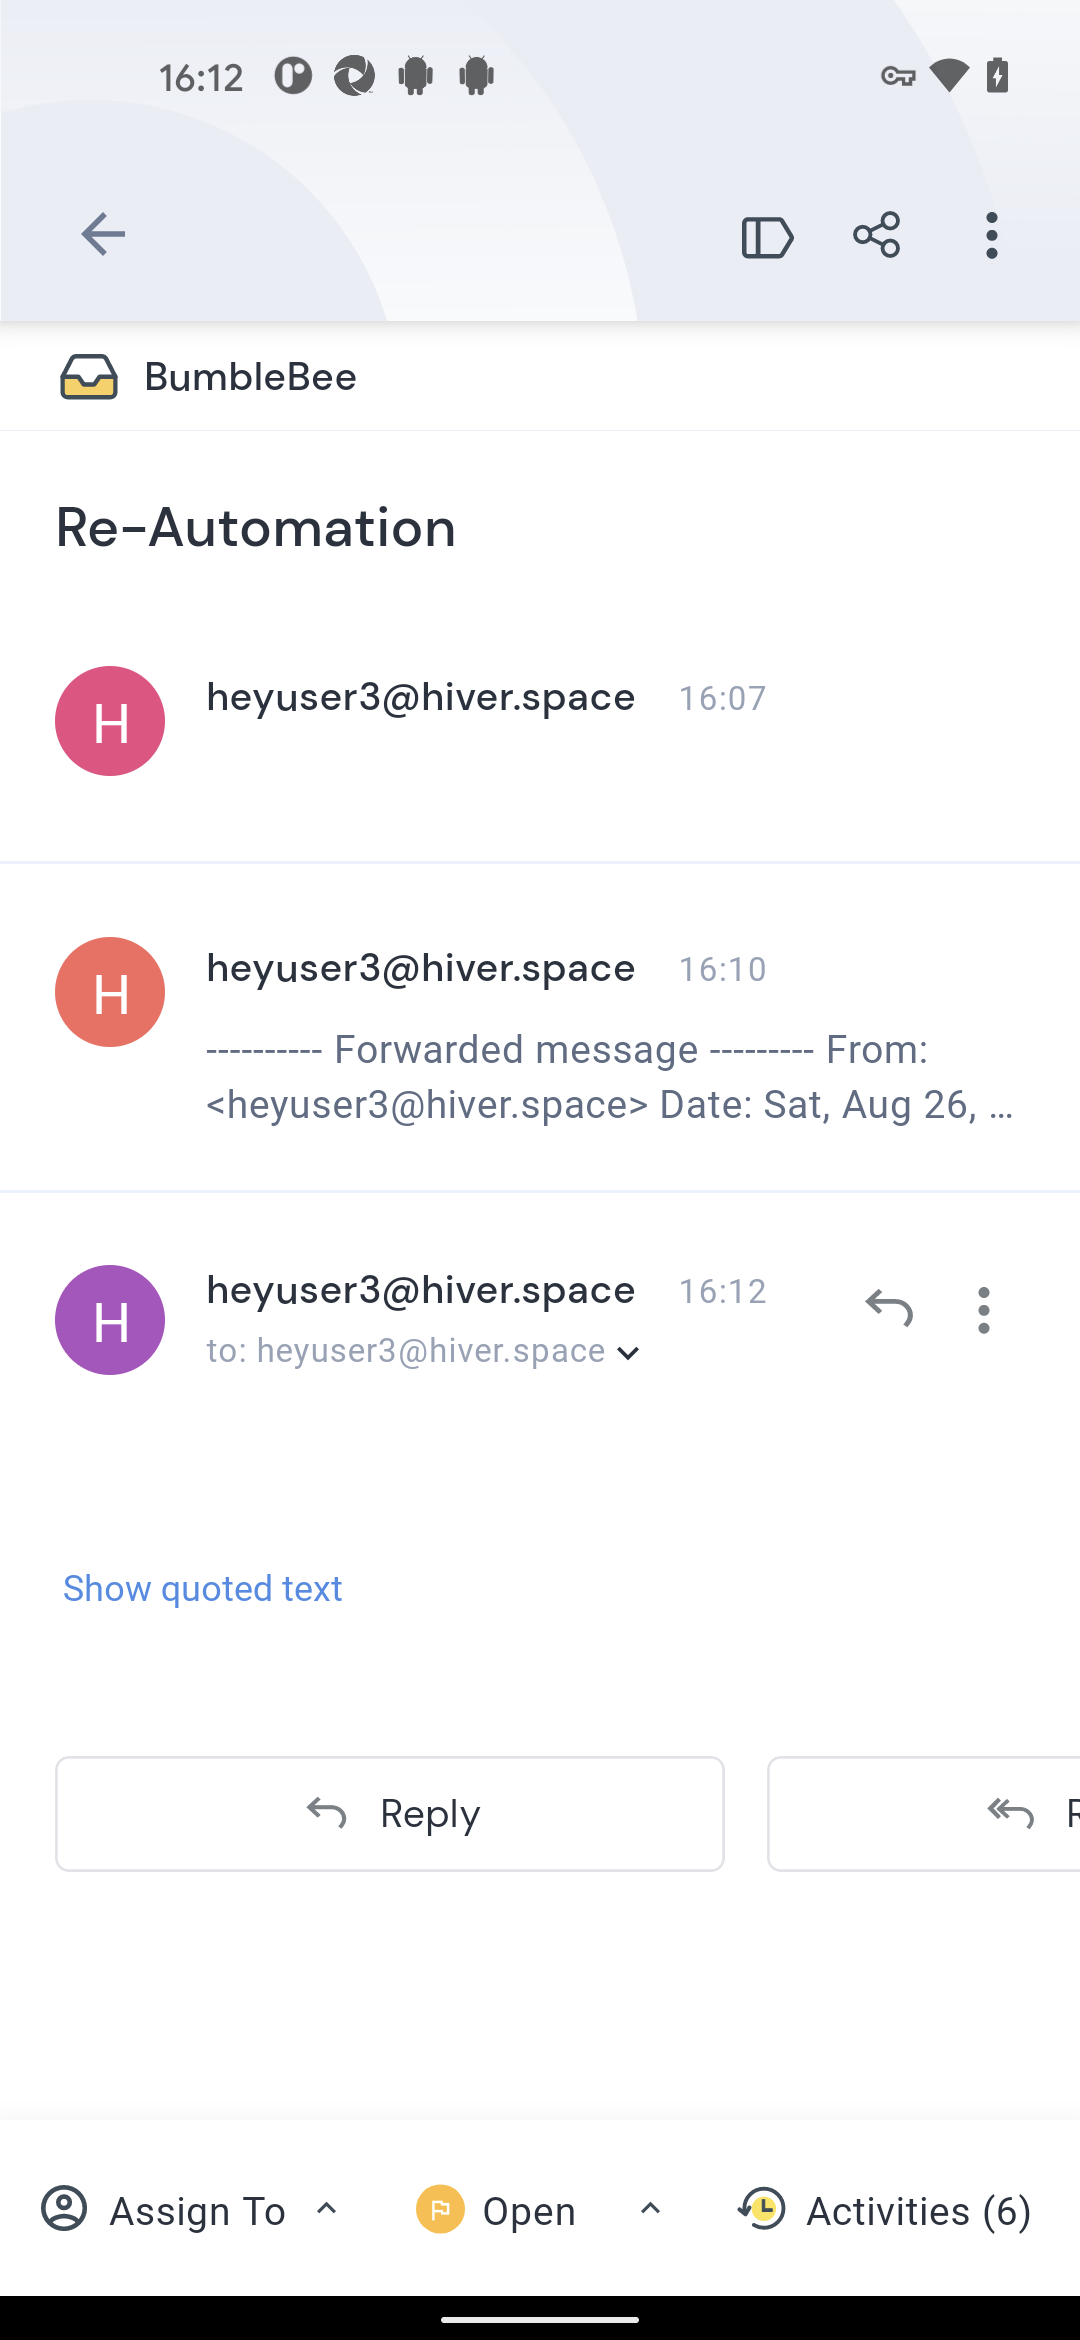 16:12
BumbleBee
Re-Automation
H
heyuser3@hiver.space 16:07
H
heyuser3@hiver.space 16:10
---------- Forwarded message --------- From:
<heyuser3@hiver.space> Date: Sat, Aug 26, ...
H
heyuser3@hiver.space 16:12
to: heyuser3@hiver.space
Show quoted text
Reply
Assign To
Open
Activities (6)